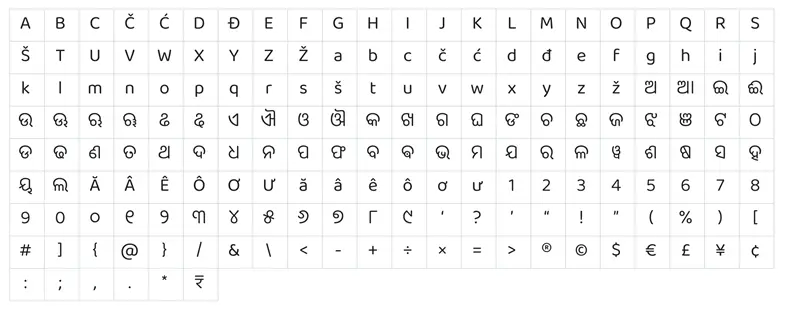 A B C Č Ć D Đ E F G H I J K L M N O P Q R S
Š T U V W X Y Z Ž a b c č ć d đ e f g h i j
k l m n o p q r s š t u v w x y z ž ଅ ଆ ଇ ଈ
ଉ ଊ ଋ ୠ ଌ ୡ ଏ ଐ ଓ ଔ କ ଖ ଗ ଘ ଙ ଚ ଛ ଜ ଝ ଞ ଟ ଠ
ଡ ଢ ଣ ତ ଥ ଦ ଧ ନ ପ ଫ ବ ଵ ଭ ମ ଯ ର ଳ ୱ ଶ ଷ ସ ହ
ୟ ଲ Ă Â Ê Ô Ơ Ư ă â ê ô ơ ư 1 2 3 4 5 6 7 8
9 0 ୦ ୧ ୨ ୩ ୪ ୫ ୬ ୭ ୮ ୯ ‘ ? ’ “ ! ” ( % ) [
# ] { @ } / & \ < - + ÷ × = > ® © $ € £ ¥ ¢
: ; , . * ₹